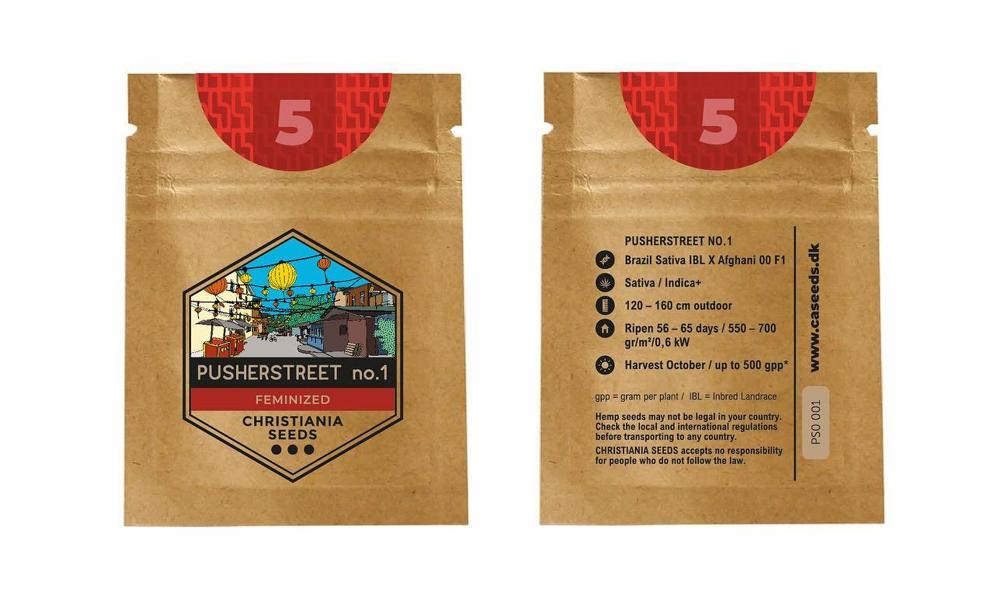 5
PUSHERSTREET no.1
FEMINIZED
CHRISTIANIA
SEEDS
5
PUSHERSTREET NO.1
Brazil Sativa IBL X Afghani 00 F1
Sativa / Indica+
120 – 160 cm outdoor
Ripen 56 – 65 days / 550 – 700
gr/m²/0,6 kW
Harvest October / up to 500 gpp*
gpp = gram per plant / IBL = Inbred Landrace
Hemp seeds may not be legal in your country.
Check the local and international regulations
before transporting to any country.
CHRISTIANIA SEEDS accepts no responsibility
for people who do not follow the law.
www.caseeds.dk
PS0 001